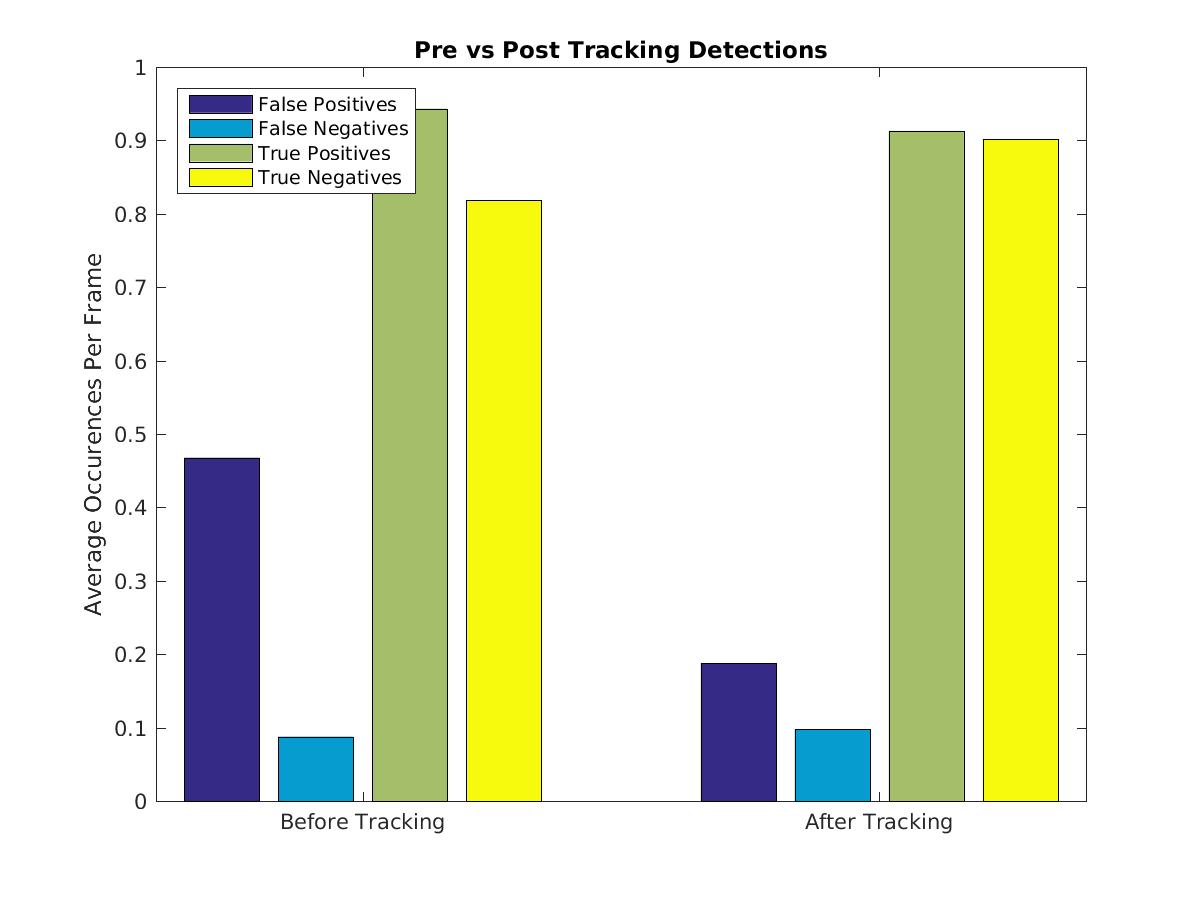 Pre vs Post Tracking Detections
False Positives
False Negatives
True Positives
True Negatives
Average Occurences Per Frame
1
0.9
0.8
0.7
0.6
0.5
0.4
0.3
0.2
0.1
0
Before Tracking
After Tracking